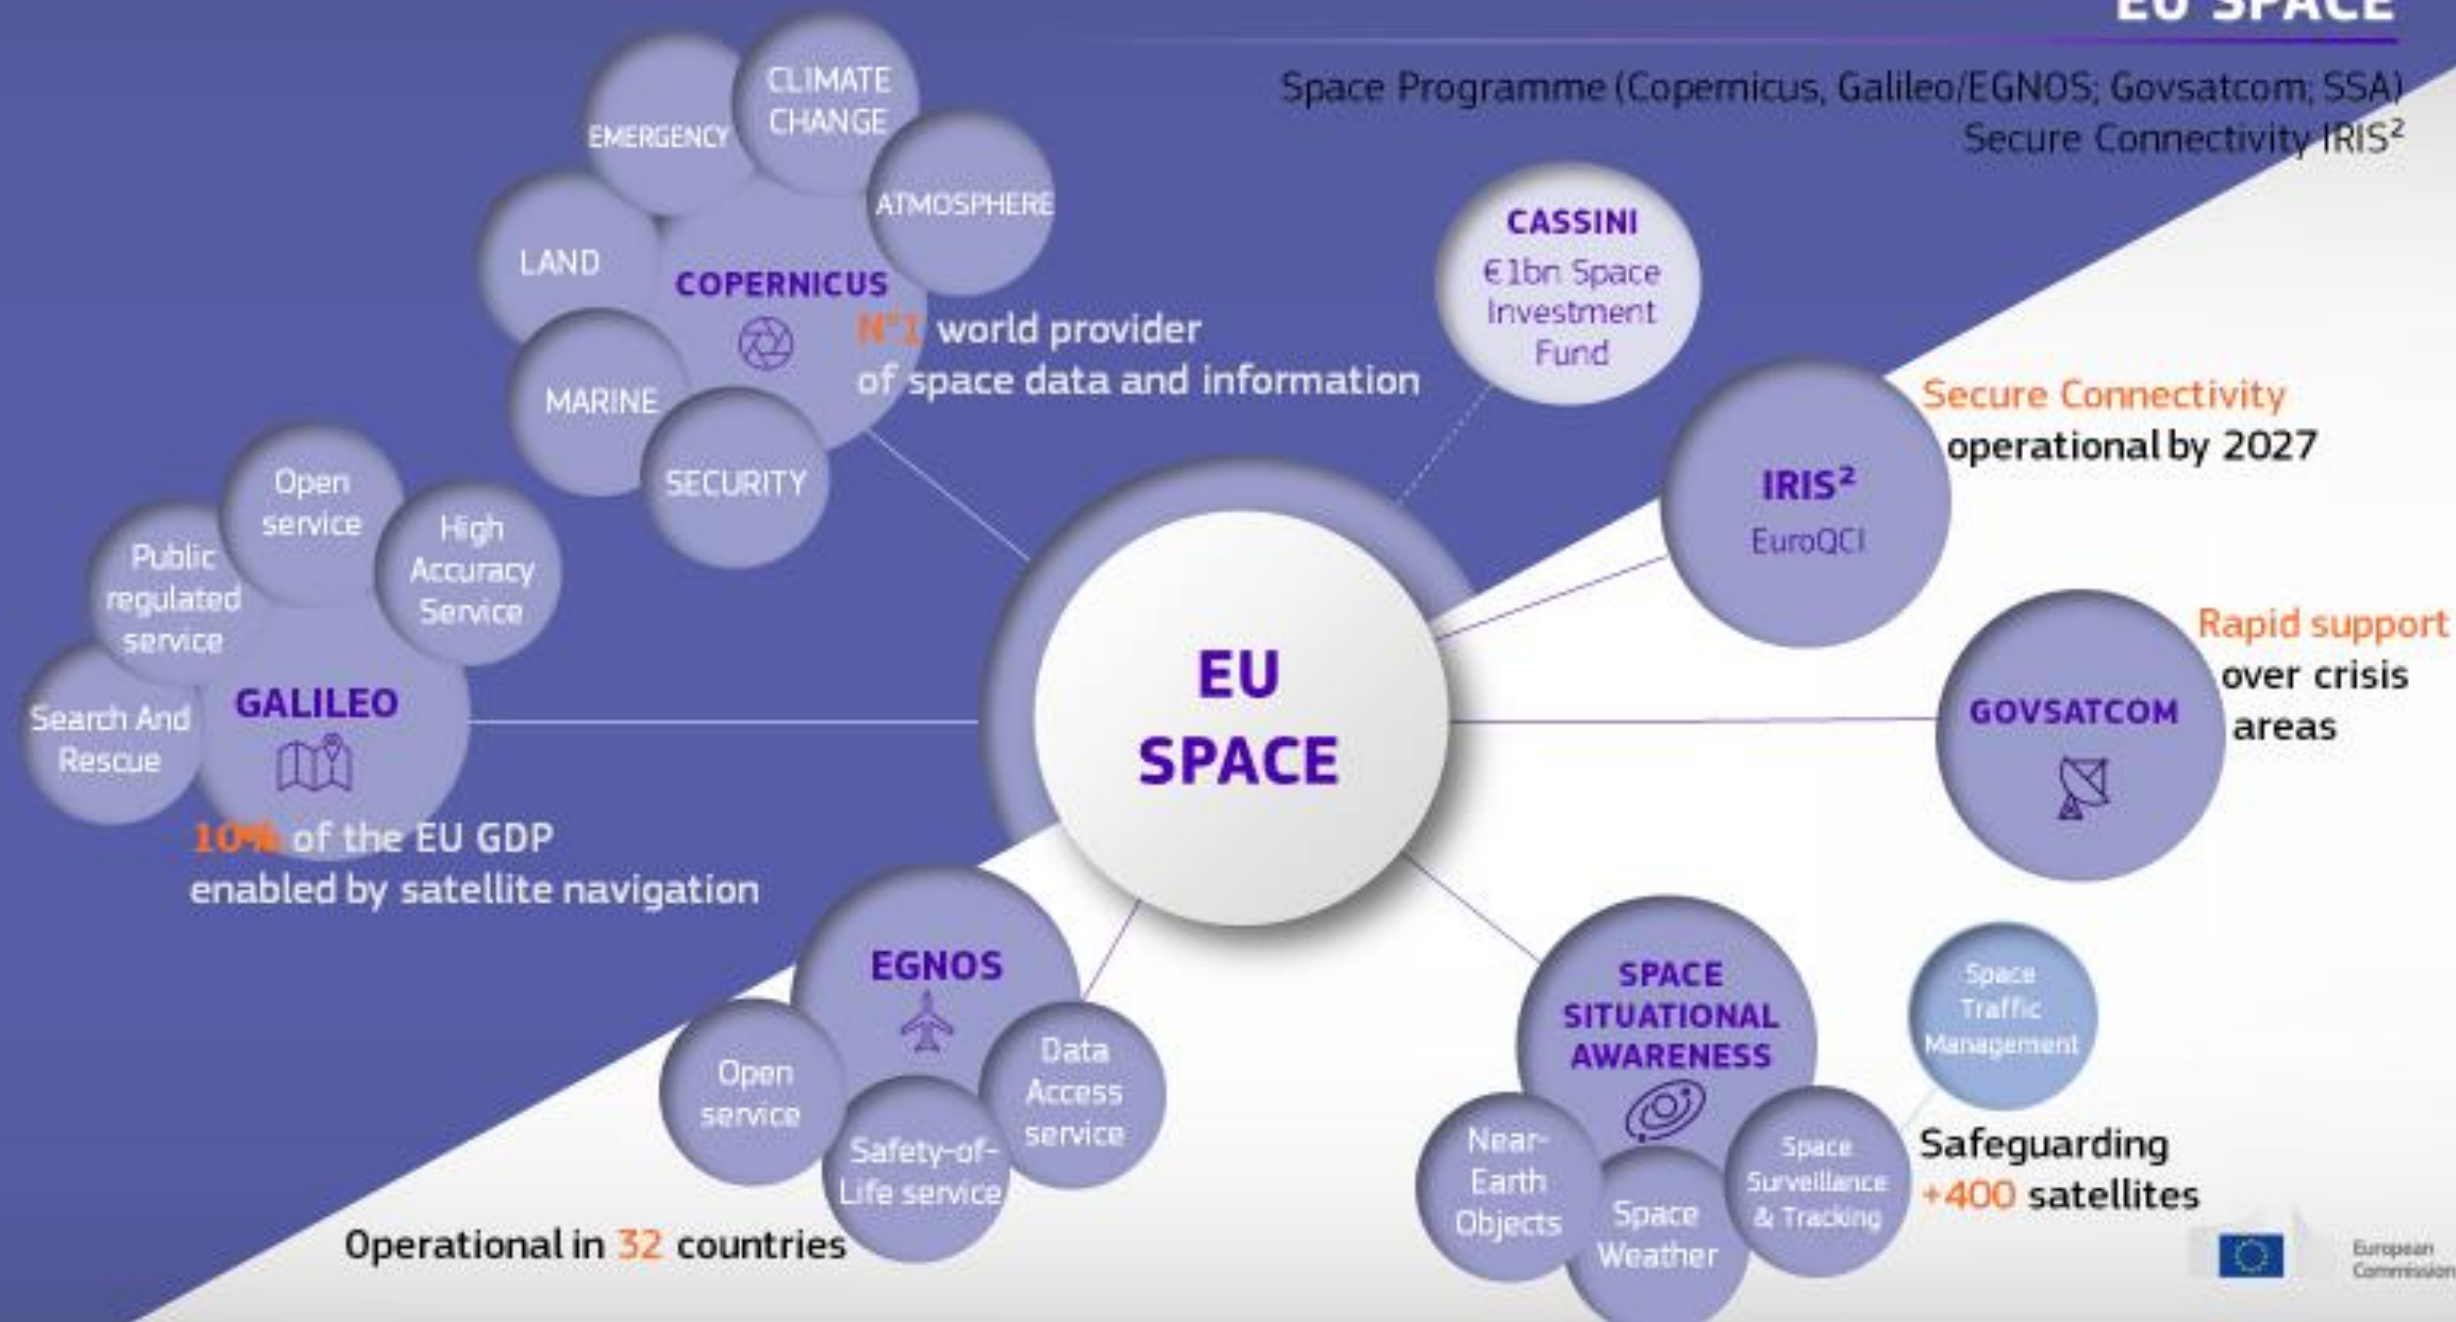 EU SPACE
Space Programme (Copernicus, Galileo/EGNOS; Govsatcom; SSA)
Secure Connectivity IRIS²
CLIMATE
CHANGE
EMERGENCY
ATMOSPHERE
LAND
COPERNICUS
N°1 world provider
of space data and information
MARINE
SECURITY
CASSINI
€1bn Space
Investment
Fund
IRIS²
EuroQCI
Secure Connectivity
operational by 2027
Open
service
High
Accuracy
Service
Public
regulated
service
Search And
Rescue
GALILEO
10% of the EU GDP
enabled by satellite navigation
EU
SPACE
GOVSATCOM
Rapid support
over crisis
areas
EGNOS
Open
service
Safety-of-
Life service
Data
Access
service
Operational in 32 countries
SPACE
SITUATIONAL
AWARENESS
Near-
Earth
Objects
Space
Weather
Space
Surveillance
& Tracking
Space
Traffic
Management
Safeguarding
+400 satellites
European
Commission